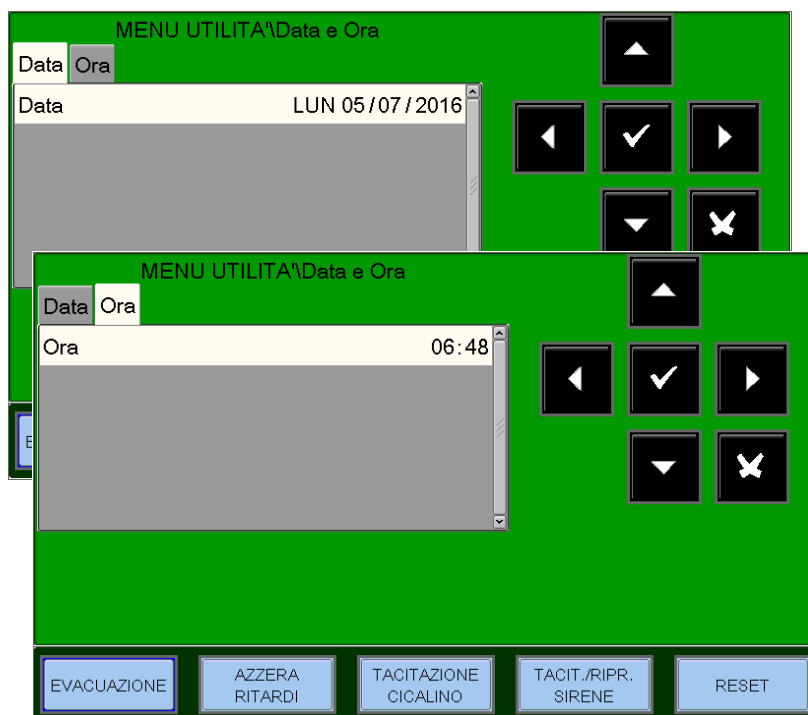 MENU UTILITA'\Data e Ora
Data Ora
Data LUN 05/07/2016
MENU UTILITA'\Data e Ora
Data Ora
Ora 06:48
E
EVACUAZIONE
AZZERA
RITARDI
TACITAZIONE
CICALINO
TACIT./RIPR.
SIRENE
RESET